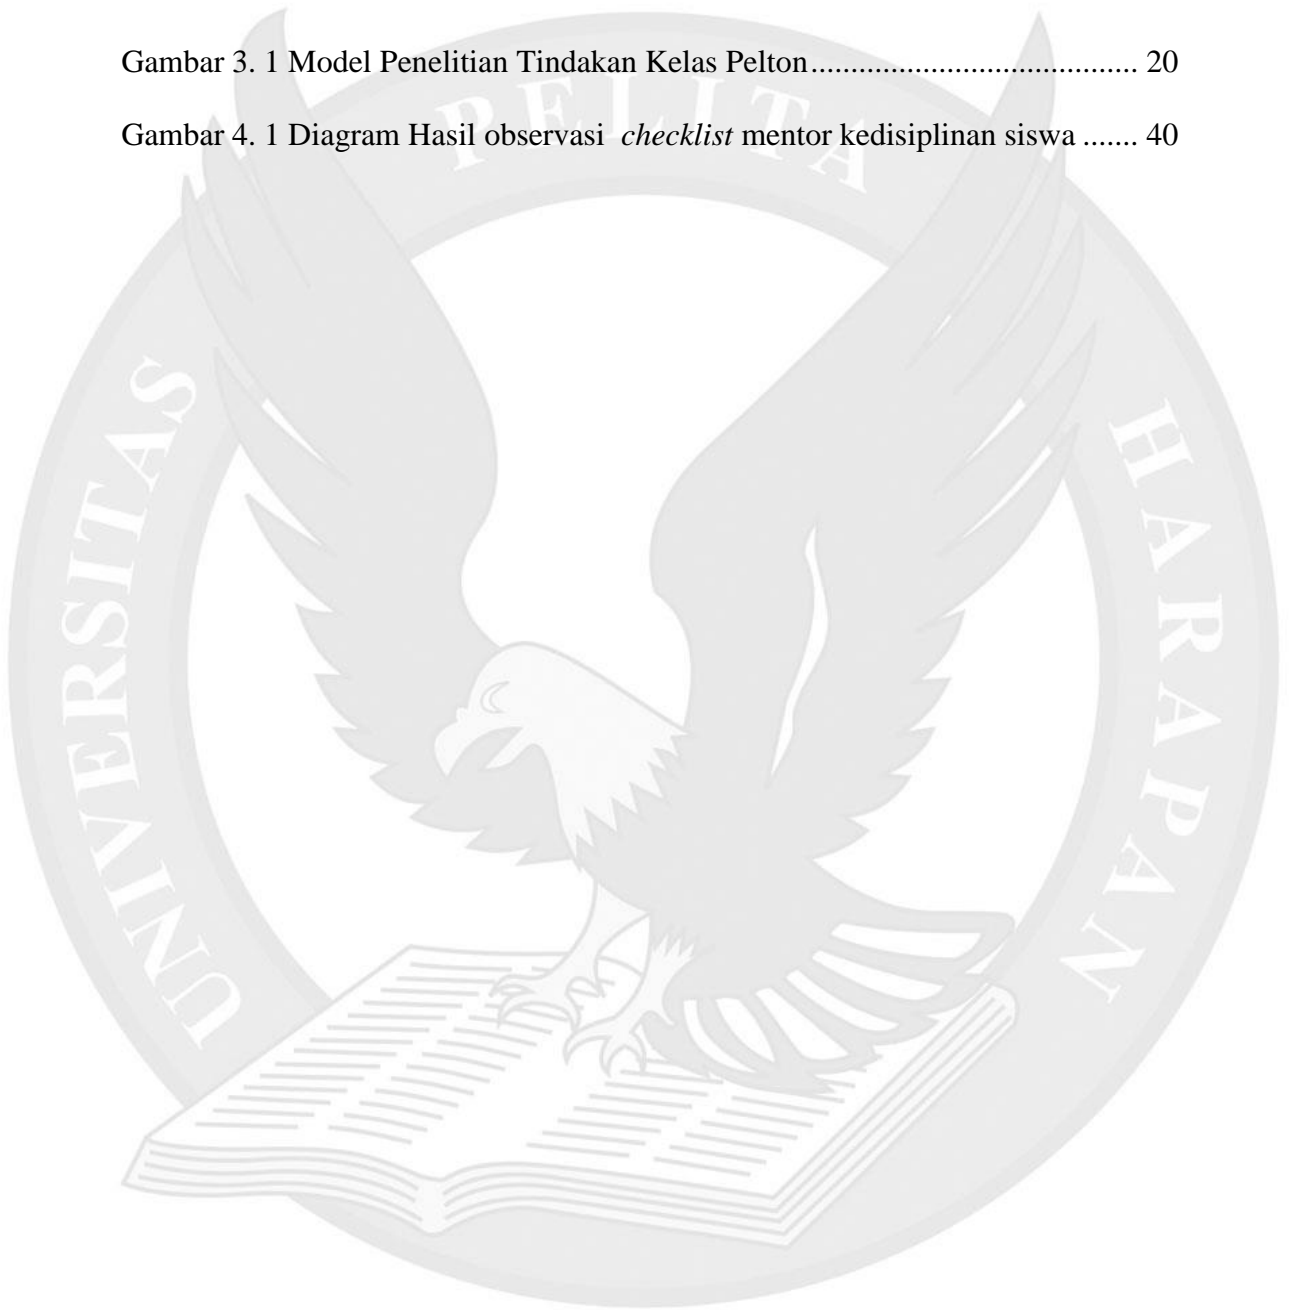 Gambar 3. 1 Model Penelitian Tindakan Kelas Pelton................................... 20
Gambar 4. 1 Diagram Hasil observasi checklist mentor kedisiplinan siswa ....... 40
UNIVERSITAS PELITA HARAPAN